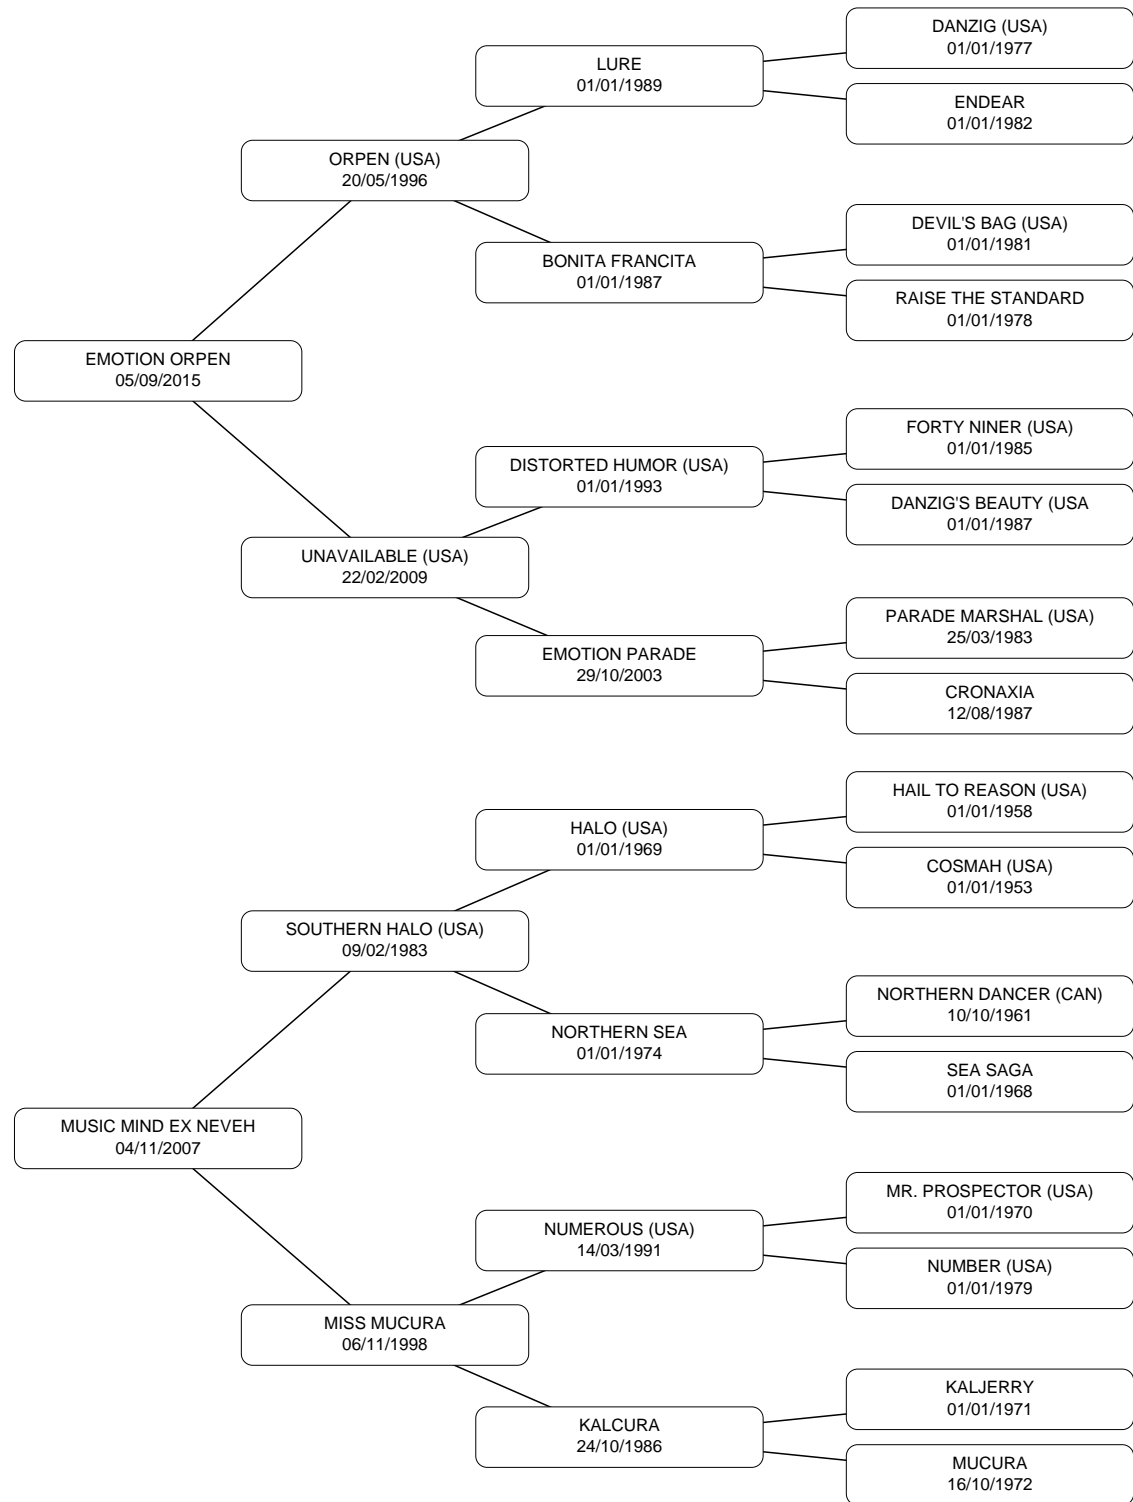 DANZIG (USA)
01/01/1977
LURE
01/01/1989
ENDEAR
01/01/1982
ORPEN (USA)
20/05/1996
DEVIL'S BAG (USA)
01/01/1981
BONITA FRANCITA
01/01/1987
RAISE THE STANDARD
01/01/1978
EMOTION ORPEN
05/09/2015
FORTY NINER (USA)
01/01/1985
DISTORTED HUMOR (USA)
01/01/1993
DANZIG'S BEAUTY (USA
01/01/1987
UNAVAILABLE (USA)
22/02/2009
PARADE MARSHAL (USA)
25/03/1983
EMOTION PARADE
29/10/2003
CRONAXIA
12/08/1987
HAIL TO REASON (USA)
01/01/1958
HALO (USA)
01/01/1969
COSMAH (USA)
01/01/1953
SOUTHERN HALO (USA)
09/02/1983
NORTHERN DANCER (CAN)
10/10/1961
NORTHERN SEA
01/01/1974
SEA SAGA
01/01/1968
MUSIC MIND EX NEVEH
04/11/2007
MR. PROSPECTOR (USA)
01/01/1970
NUMEROUS (USA)
14/03/1991
NUMBER (USA)
01/01/1979
MISS MUCURA
06/11/1998
KALJERRY
01/01/1971
KALCURA
24/10/1986
MUCURA
16/10/1972